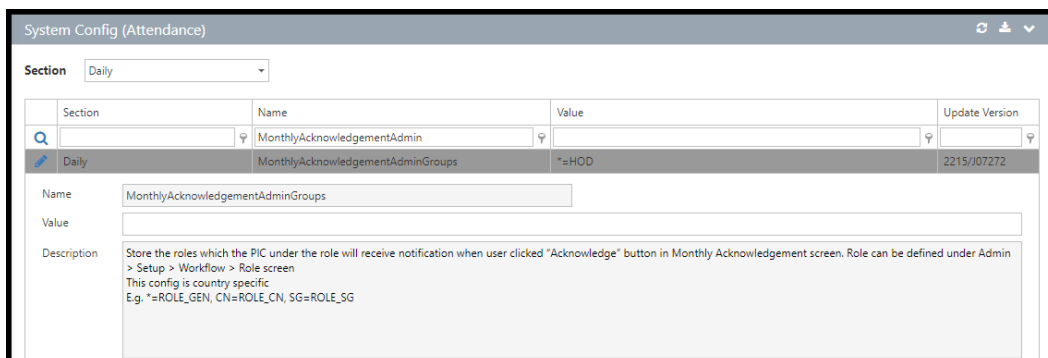 System Config (Attendance)
Section Daily
Section Name Value Update Version
MonthlyAcknowledgementAdmin
Daily MonthlyAcknowledgementAdminGroups *=HOD 2215/J07272
Name MonthlyAcknowledgementAdminGroups
Value
Description Store the roles which the PIC under the role will receive notification when user clicked "Acknowledge" button in Monthly Acknowledgement screen. Role can be defined under Admin
> Setup > Workflow > Role screen
This config is country specific
E.g. *=ROLE_GEN, CN=ROLE_CN, SG=ROLE_SG